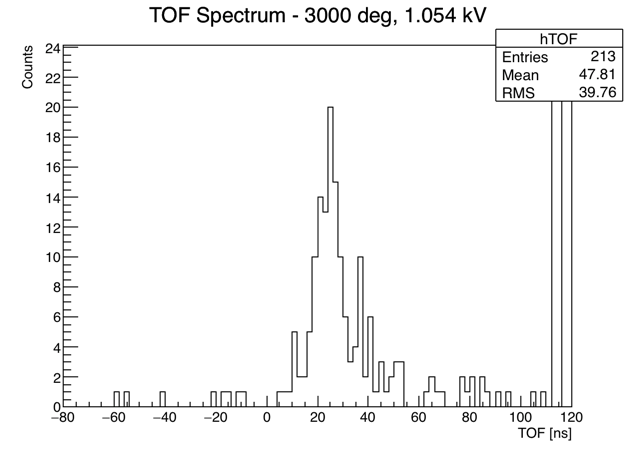 TOF Spectrum - 3000 deg, 1.054 kV
hTOF
Entries 213
Mean 47.81
RMS 39.76
Counts
24
22
20
18
16
14
12
10
8
6
4
2
0
−80 −60 −40 −20 0 20 40 60 80 100 120
TOF [ns]